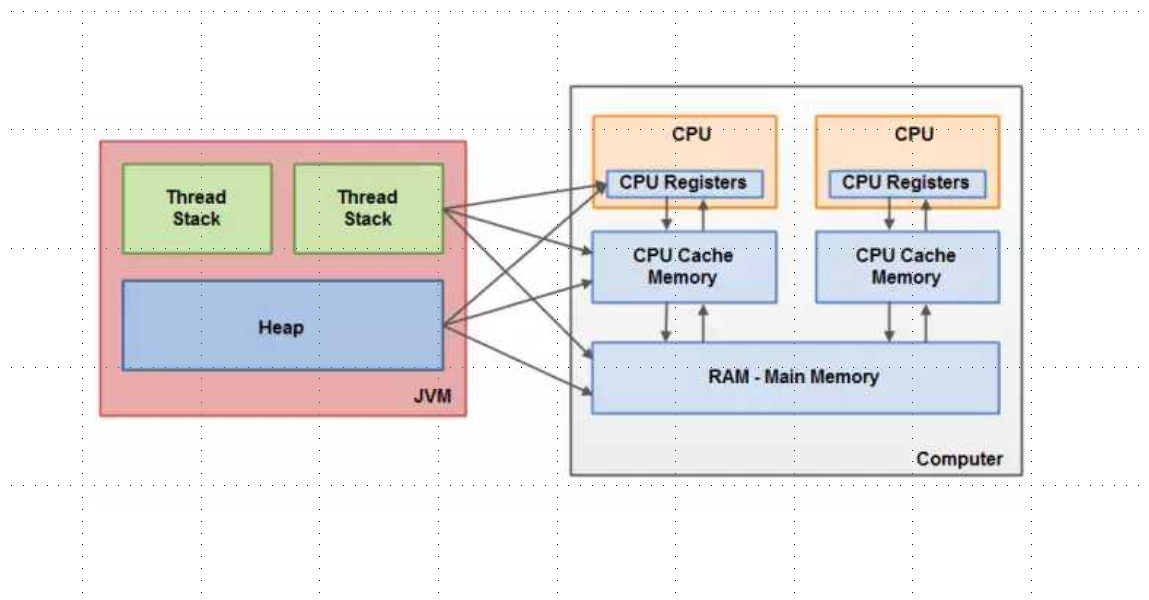 Thread
Stack
Thread
Stack
Heap
JVM
CPU
CPU Registers
CPU Cache
Memory
CPU
CPU Registers
CPU Cache
Memory
RAM - Main Memory
Computer